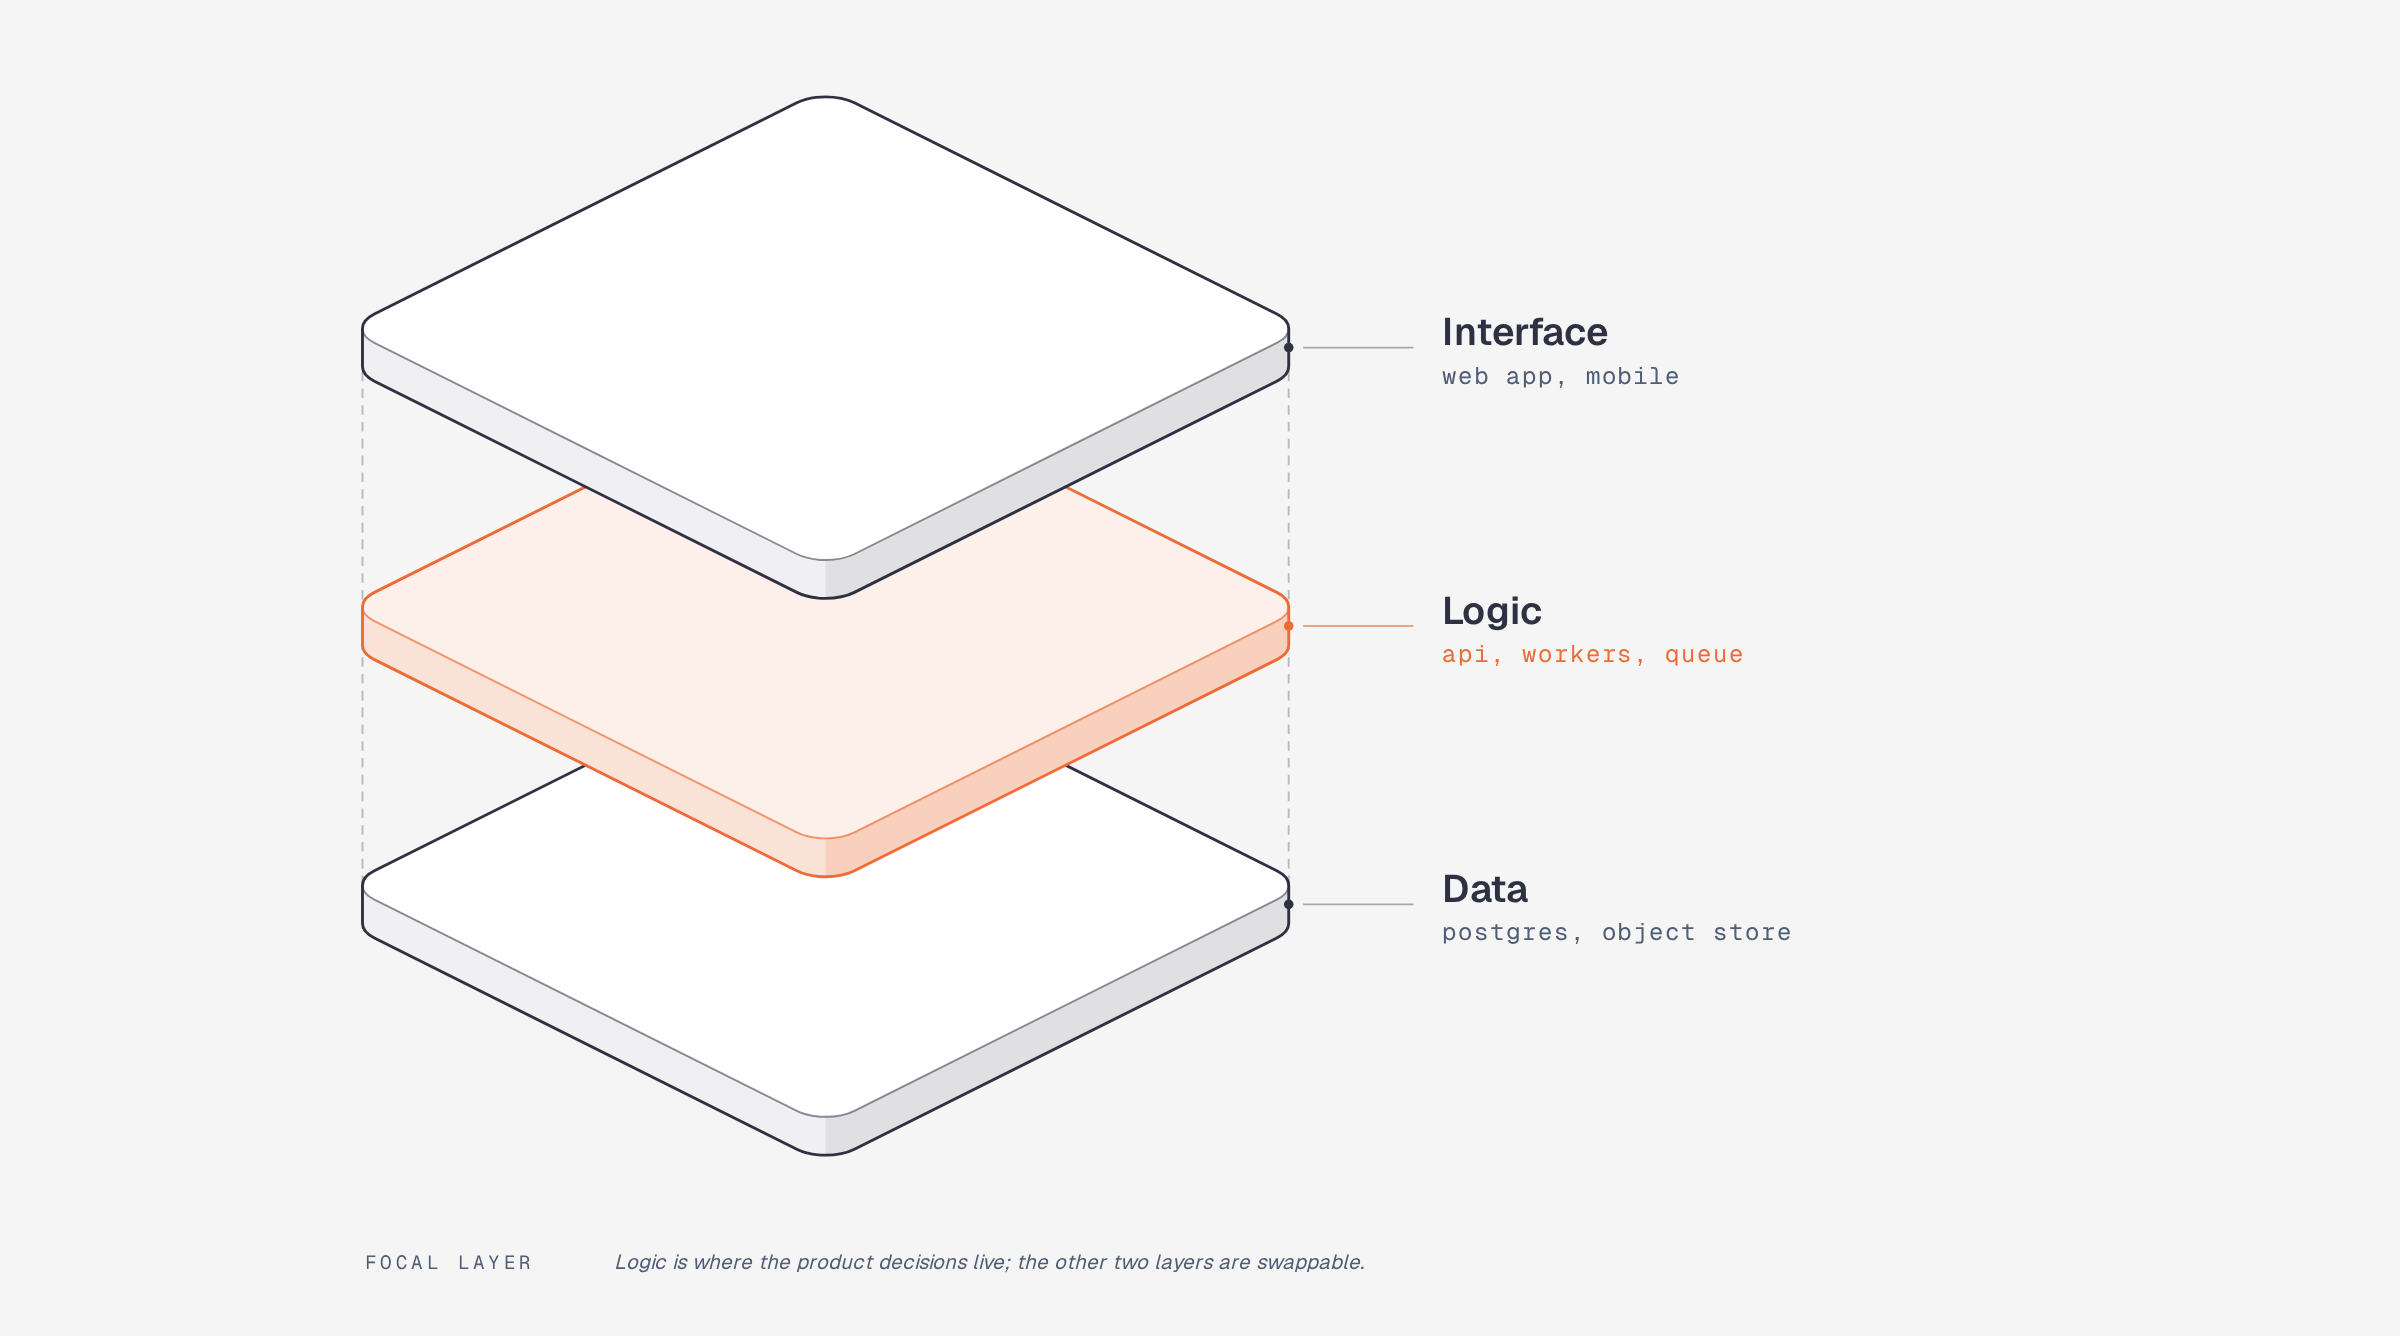 Interface
web app, mobile
Logic
api, workers, queue
Data
postgres, object store
FOCAL LAYER Logic is where the product decisions live; the other two layers are swappable.